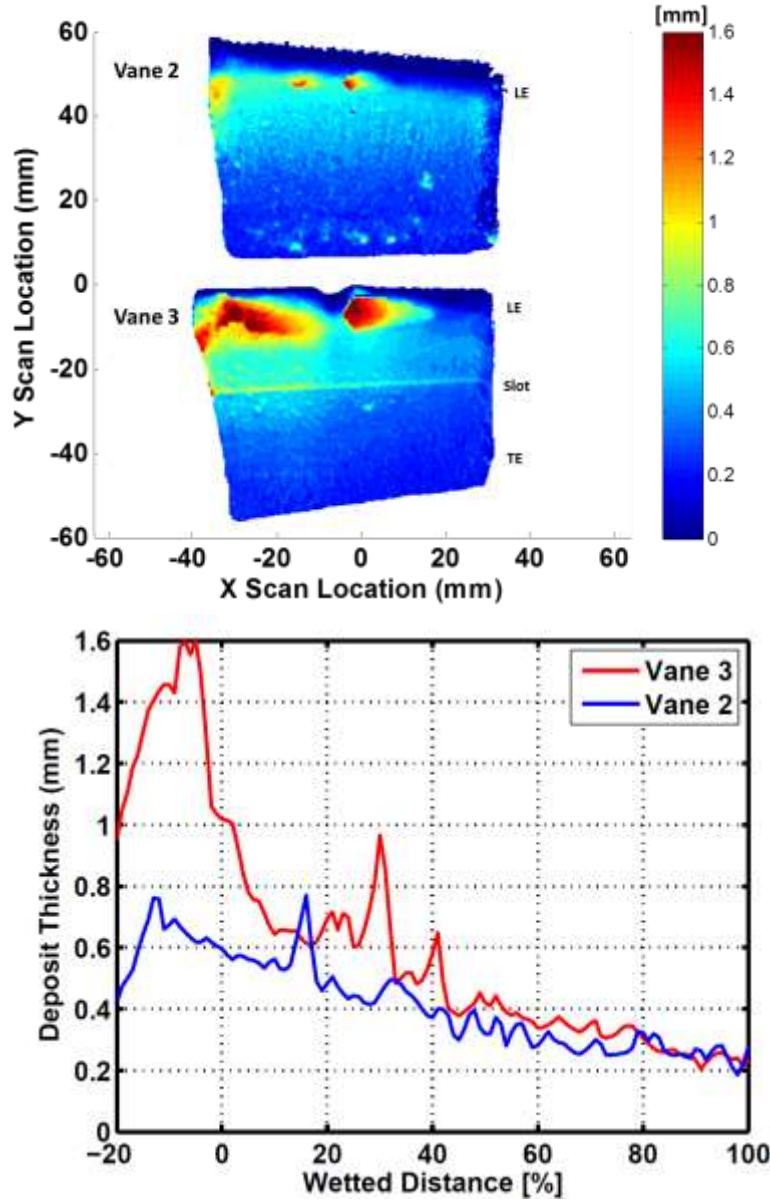 [mm]
60
40
20
0
-20
-40
-60
Y Scan Location (mm)
Vane 2
LE
Vane 3
LE
Slot
TE
1.6
1.4
1.2
1
0.8
0.6
0.4
0.2
0
-60 -40 -20 0 20 40 60
X Scan Location (mm)
1.6
1.4
1.2
1
0.8
0.6
0.4
0.2
0
Deposit Thickness (mm)
Vane 3
Vane 2
−20 0 20 40 60 80 100
Wetted Distance [%]